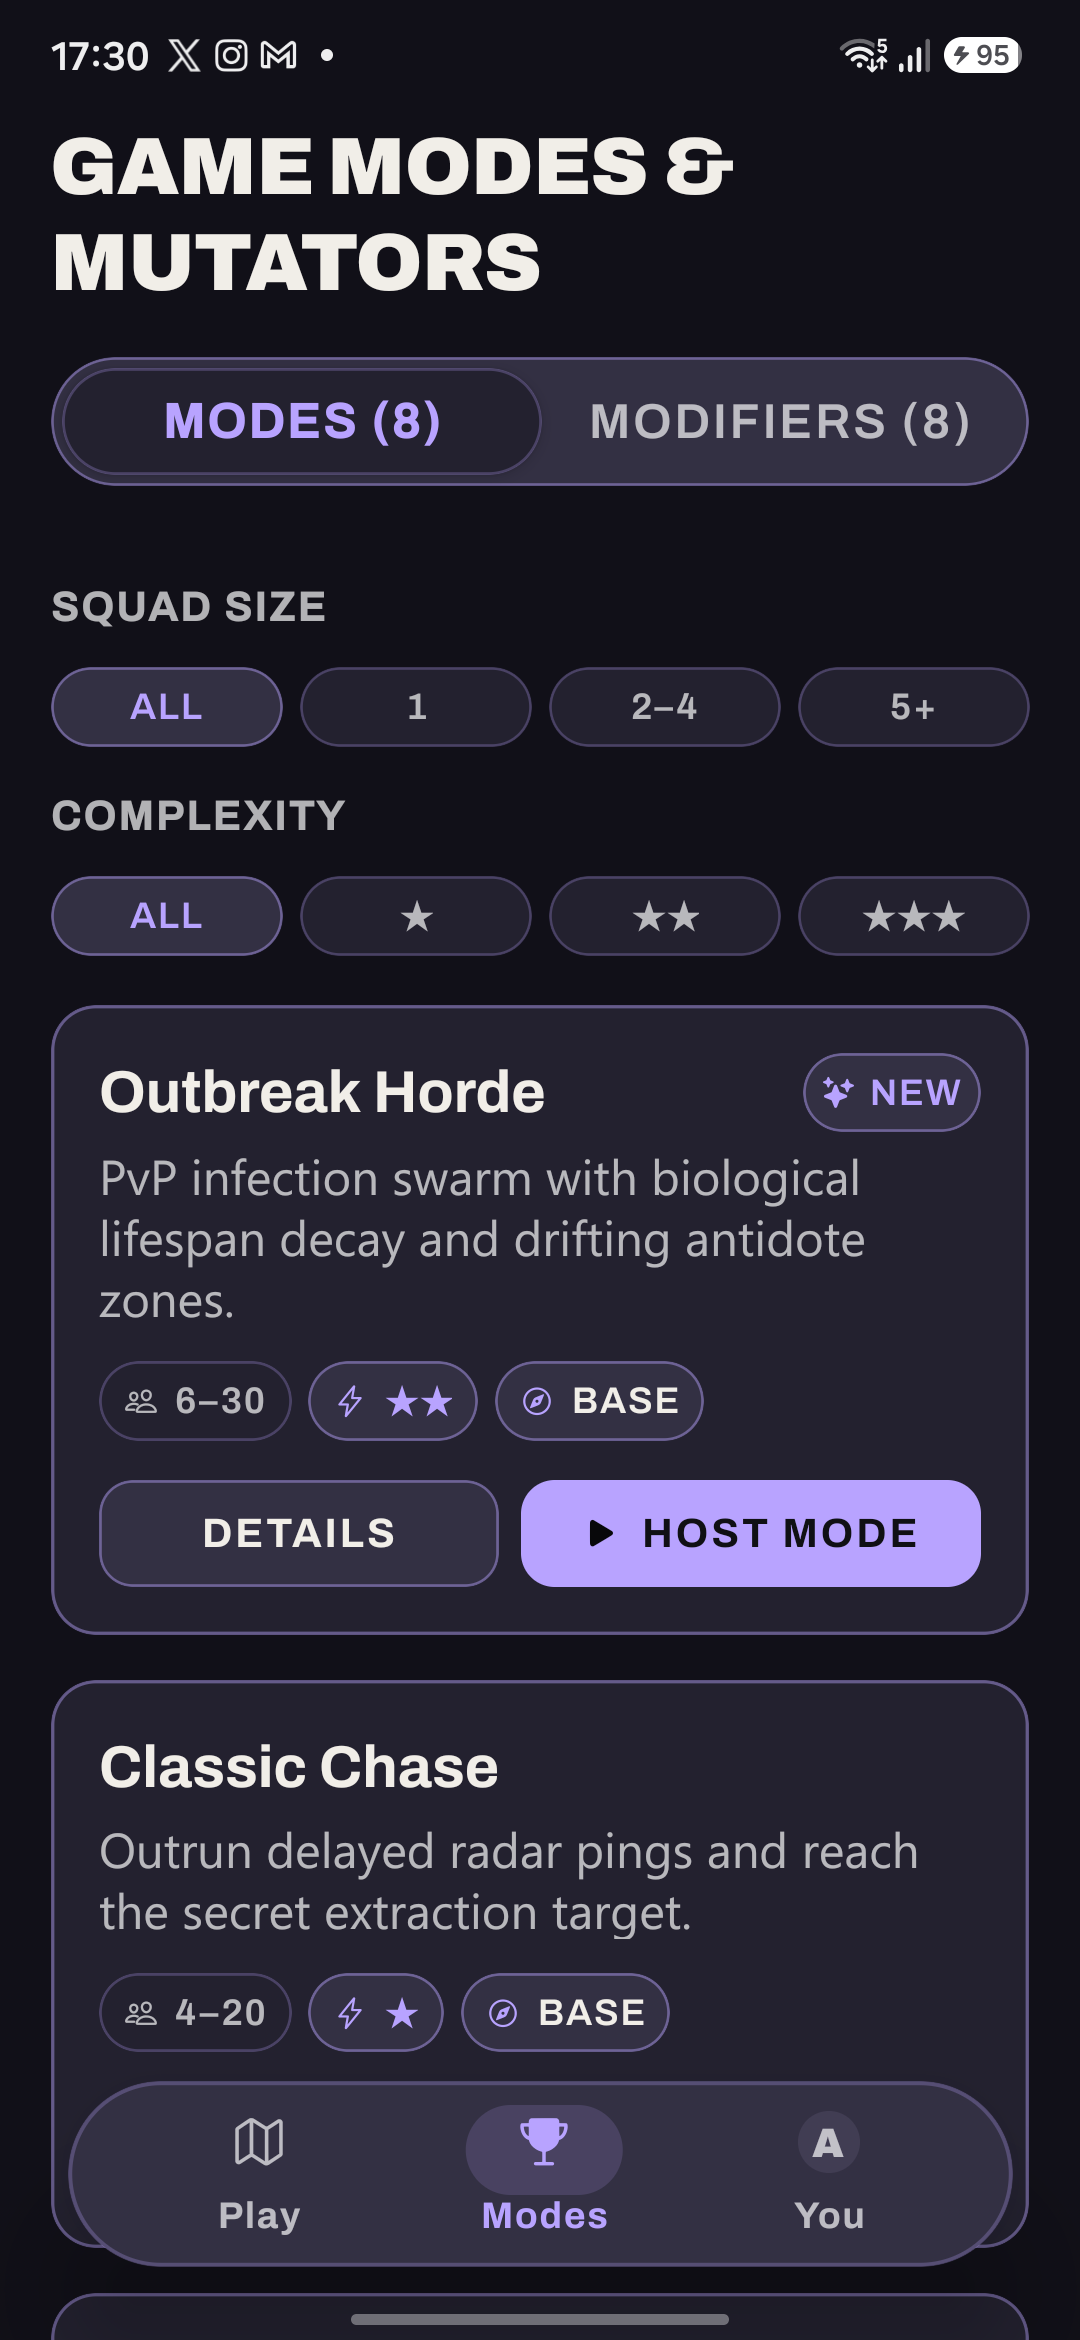 17:30
5
95
GAME MODES &
MUTATORS
MODES (8)
MODIFIERS (8)
SQUAD SIZE
ALL
1
2–4
5+
COMPLEXITY
ALL
★
★★
★★★
Outbreak Horde
NEW
PvP infection swarm with biological
lifespan decay and drifting antidote
zones.
6–30
★★
BASE
DETAILS
HOST MODE
Classic Chase
Outrun delayed radar pings and reach
the secret extraction target.
4–20
★
BASE
A
Play
Modes
You